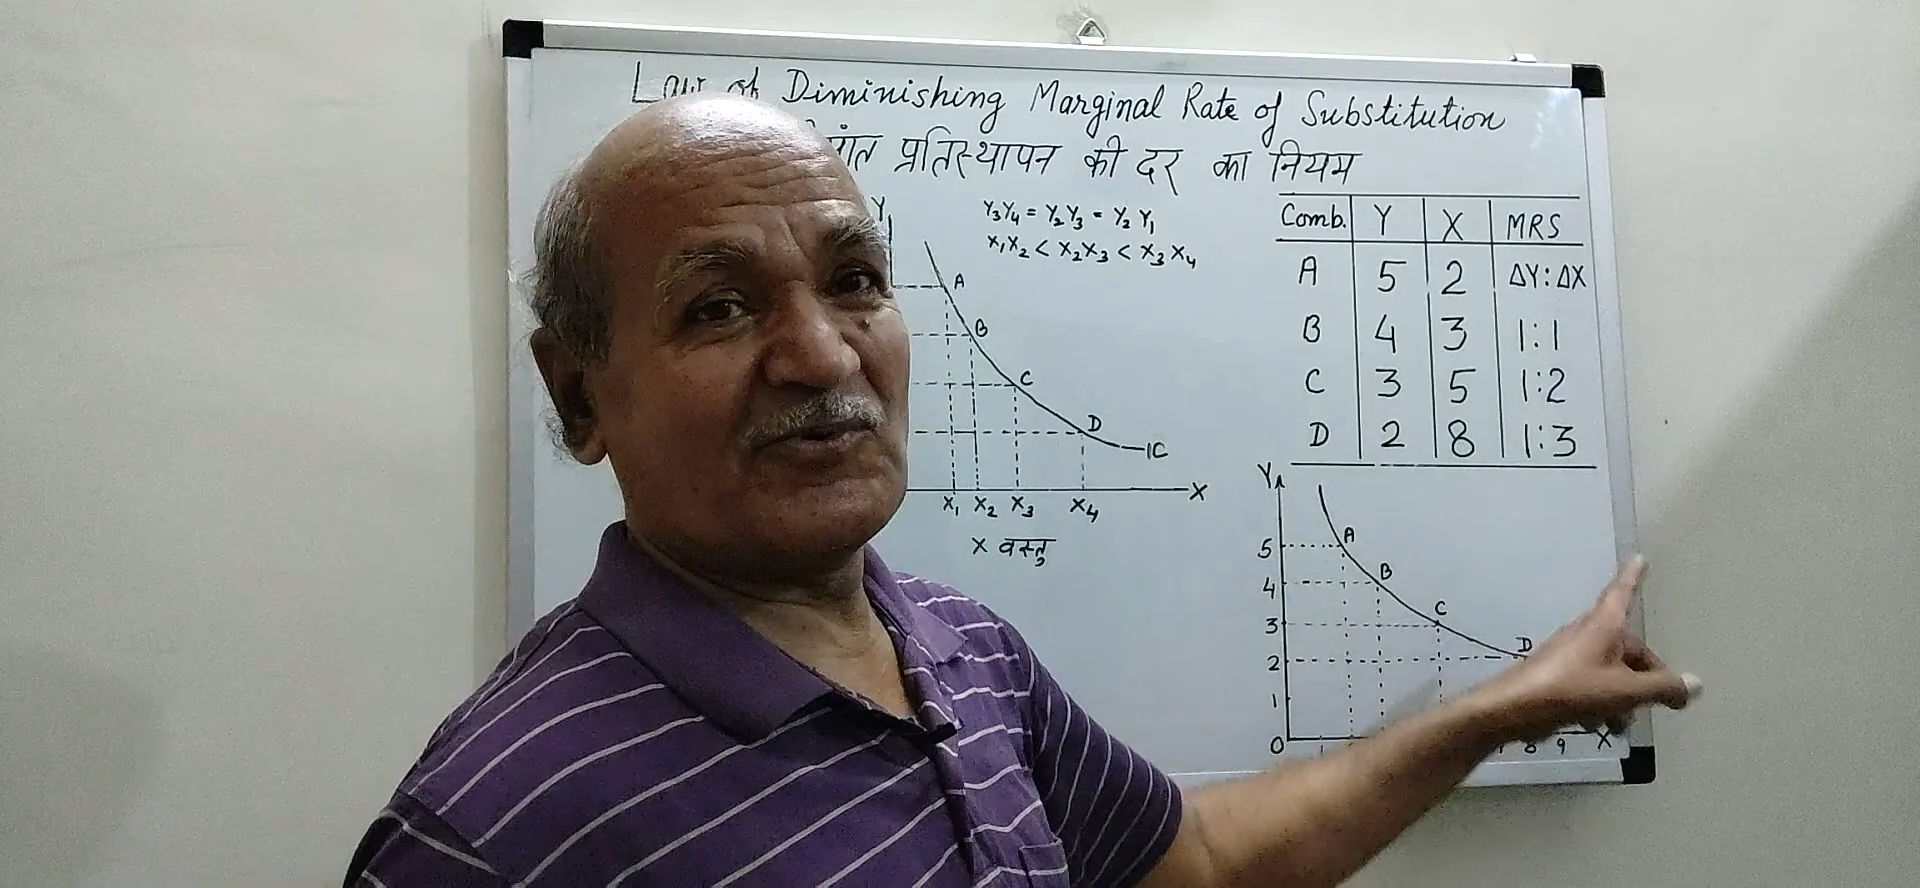 Law of Diminishing Marginal Rate of Substitution
प्रतिस्थापन की दर का नियम
Y
Y₃Y₄ = Y₂Y₃ = Y₂Y₁
X₁X₂ < X₂X₃ < X₃X₄
A
B
C
D
IC
X
X₁ X₂ X₃ X₄
X वस्तु
Comb. Y X MRS
A 5 2 ΔY:ΔX
B 4 3 1:1
C 3 5 1:2
D 2 8 1:3
Y
5 A
4 B
3 C
2 D
1
0 8 9 X